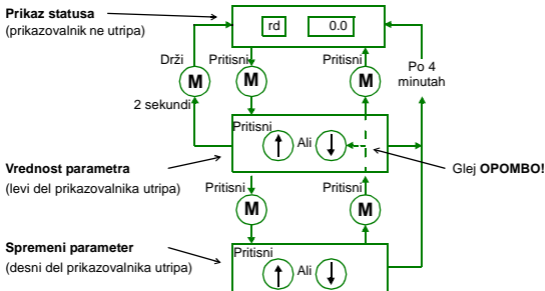 Prikaz statusa
(prikazovalnik ne utripa)
rd 0.0
Drži Pritisni Pritisni Po 4
minutah
M M M
2 sekundi
Pritisni
Ali
Vrednost parametra
(levi del prikazovalnika utripa)
Glej OPOMBO!
Pritisni Pritisni
M M
Spremeni parameter
(desni del prikazovalnika utripa)
Pritisni
Ali